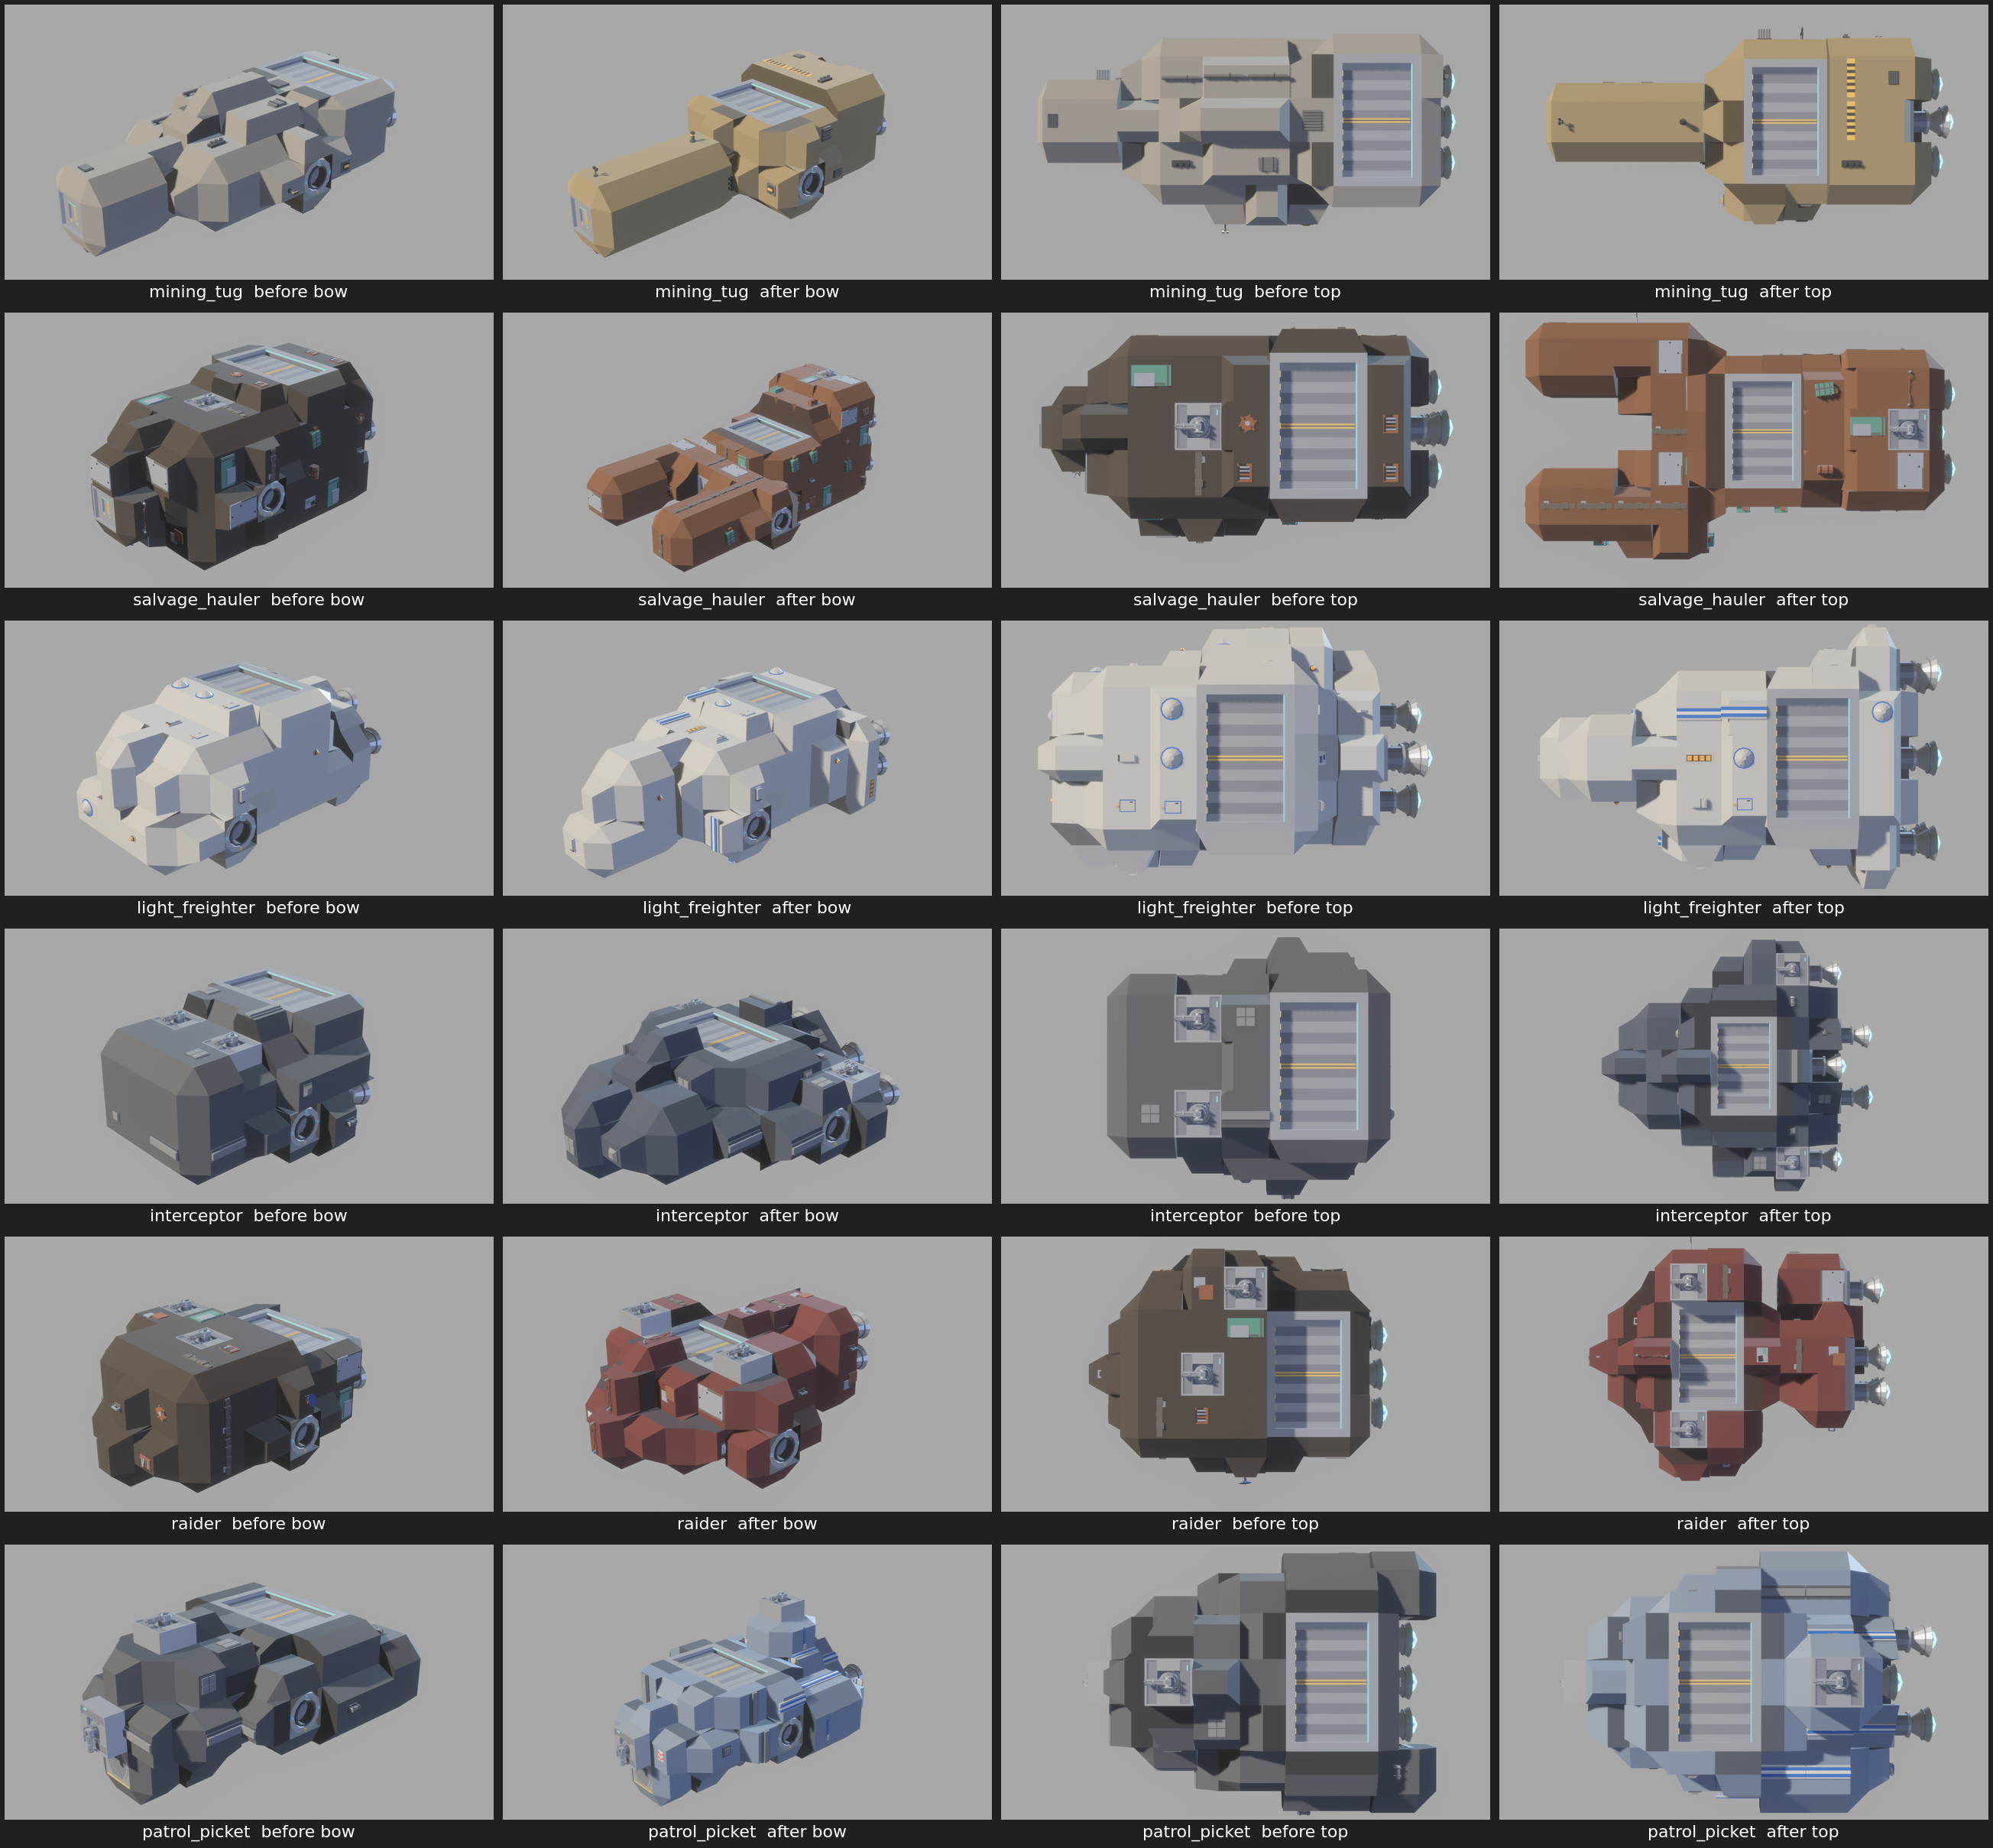 mining_tug  before bow
mining_tug  after bow
mining_tug  before top
mining_tug  after top
salvage_hauler  before bow
salvage_hauler  after bow
salvage_hauler  before top
salvage_hauler  after top
light_freighter  before bow
light_freighter  after bow
light_freighter  before top
light_freighter  after top
interceptor  before bow
interceptor  after bow
interceptor  before top
interceptor  after top
raider  before bow
raider  after bow
raider  before top
raider  after top
patrol_picket  before bow
patrol_picket  after bow
patrol_picket  before top
patrol_picket  after top